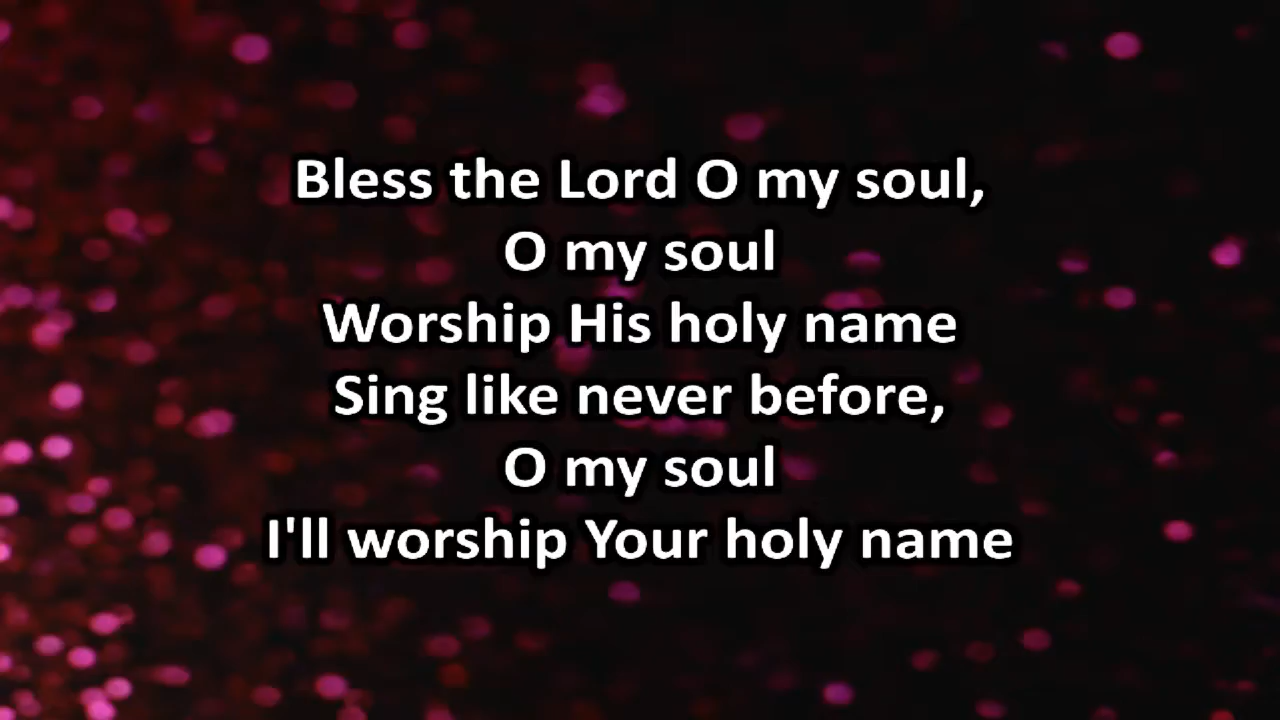 Bless the Lord O my soul,
O my soul
Worship His holy name
Sing like never before,
O my soul
I'll worship Your holy name